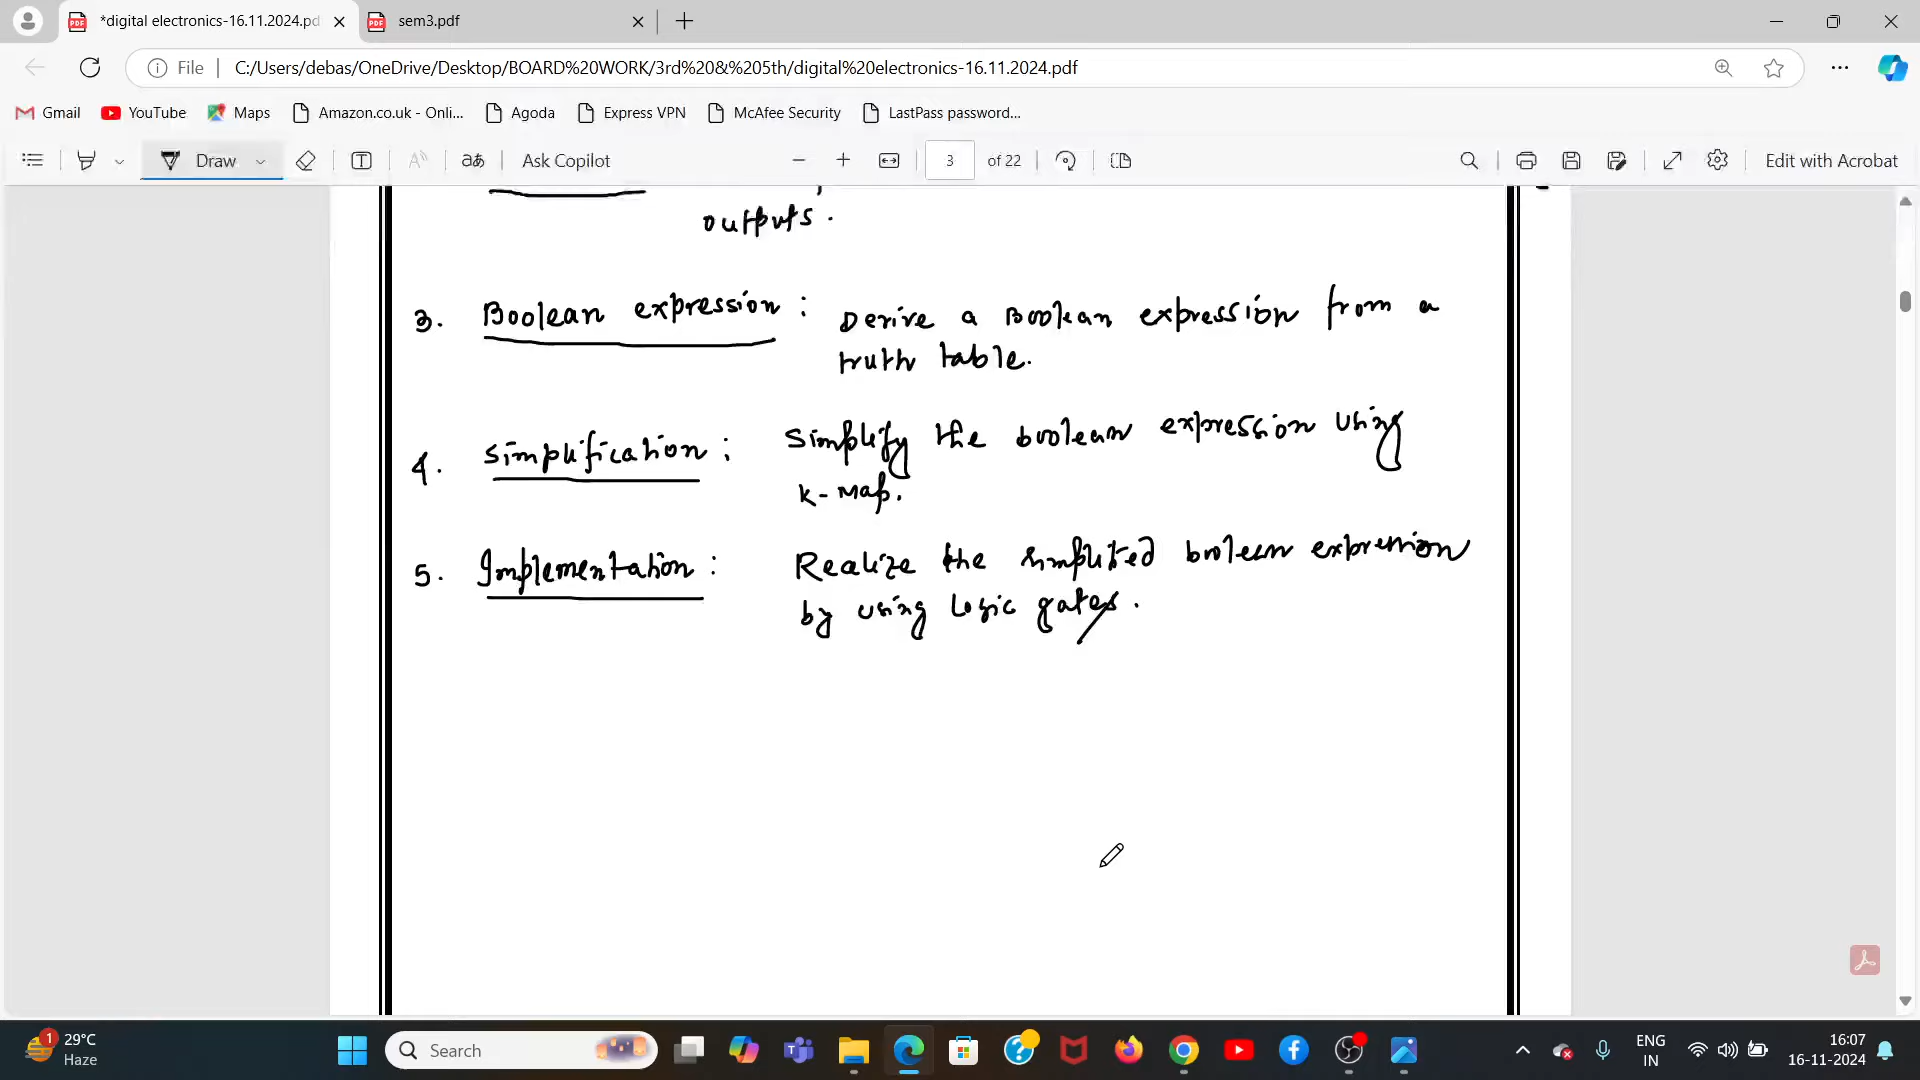 *digital electronics-16.11.2024.pd
sem3.pdf
File
C:/Users/debas/OneDrive/Desktop/BOARD%20WORK/3rd%20&%205th/digital%20electronics-16.11.2024.pdf
Gmail YouTube Maps Amazon.co.uk - Onli... Agoda Express VPN McAfee Security LastPass password...
Draw aあ Ask Copilot 3 of 22 Edit with Acrobat
outputs.
3. Boolean expression : Derive a Boolean expression from a
truth table.
4. simplification : Simplify the boolean expression using
K-Map.
5. Implementation : Realize the simplified boolean expression
by using Logic gates.
1 29°C
Haze
Search
ENG
IN
16:07
16-11-2024